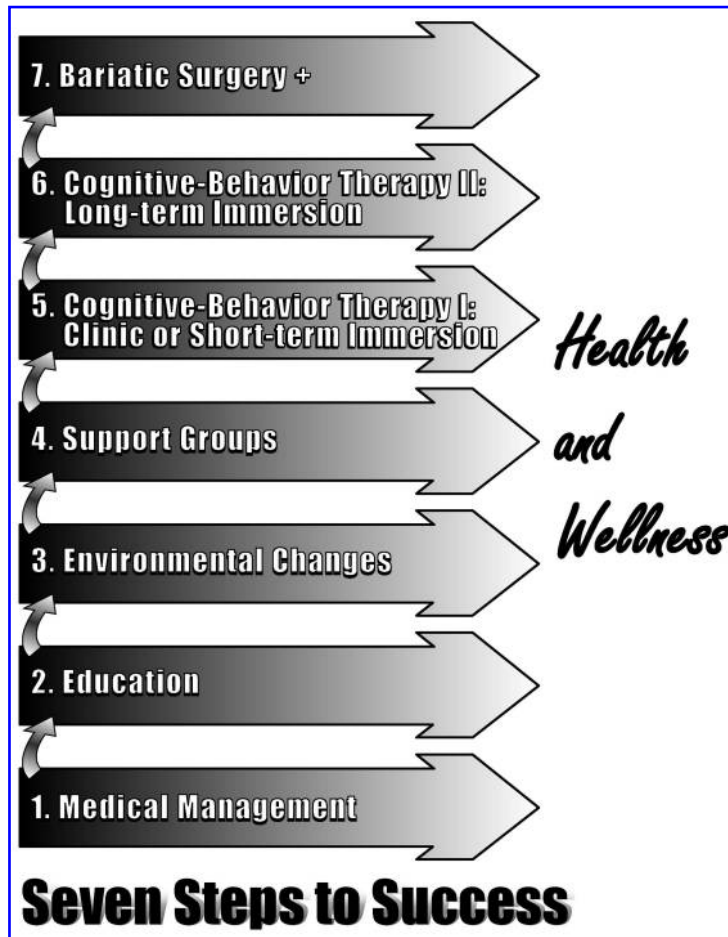 7. Bariatic Surgery +
6. Cognitive-Behavior Therapy II:
Long-term Immersion
5. Cognitive-Behavior Therapy I:
Clinic or Short-term Immersion
4. Support Groups
3. Environmental Changes
2. Education
1. Medical Management
Health
and
Wellness
Seven Steps to Success